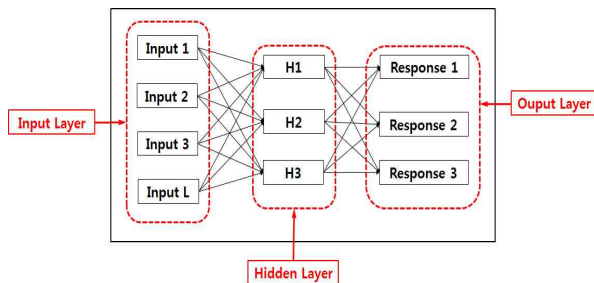 Input 1
Input 2
Input 3
Input L
H1
H2
H3
Response 1
Response 2
Response 3
Input Layer
Ouput Layer
Hidden Layer